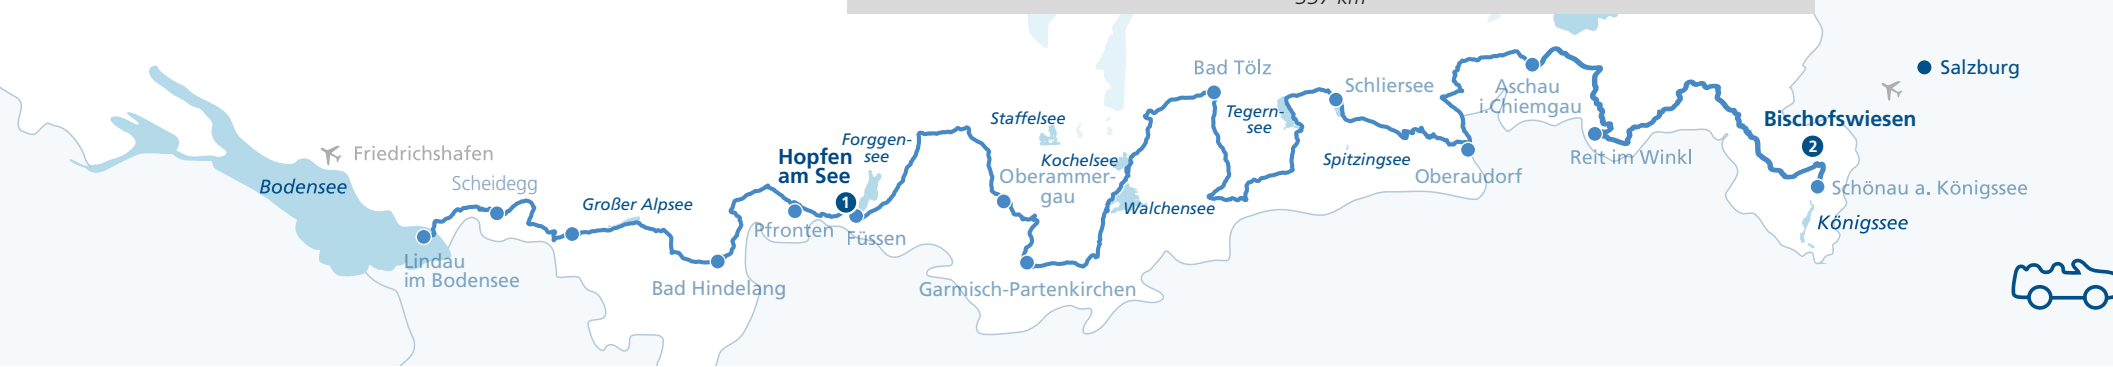 Salzburg
Bad Tölz
Schliersee
Aschau
i.Chiemgau
Tegern-
see
Staffelsee
Bischofswiesen
2
Forggen-
see
Friedrichshafen
Hopfen
am See
Kochelsee
Spitzingsee
Reit im Winkl
Oberammer-
gau
Oberaudorf
Bodensee
Scheidegg
Schönau a. Königssee
1
Großer Alpsee
Walchensee
Königssee
Pfronten
Füssen
Lindau
im Bodensee
Bad Hindelang
Garmisch-Partenkirchen